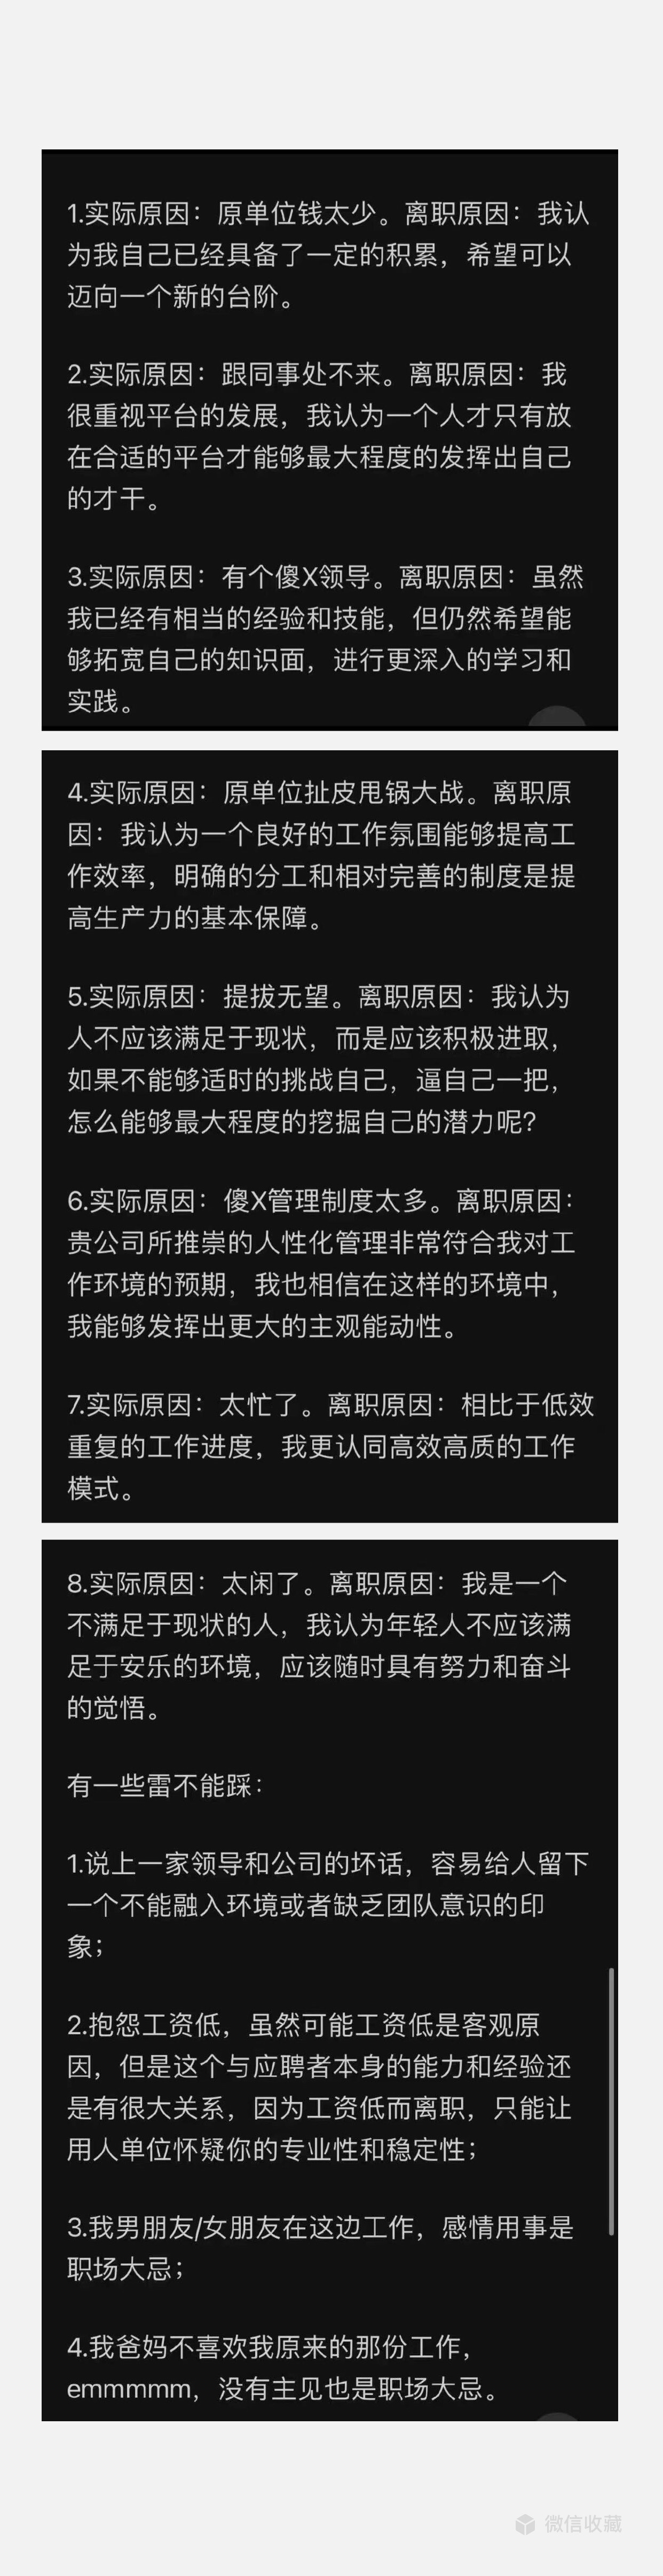 1.实际原因：原单位钱太少。离职原因：我认
为我自己已经具备了一定的积累，希望可以
迈向一个新的台阶。
2.实际原因：跟同事处不来。离职原因：我
很重视平台的发展，我认为一个人才只有放
在合适的平台才能够最大程度的发挥出自己
的才干。
3.实际原因：有个傻X领导。离职原因：虽然
我已经有相当的经验和技能，但仍然希望能
够拓宽自己的知识面，进行更深入的学习和
实践。
4.实际原因：原单位扯皮甩锅大战。离职原
因：我认为一个良好的工作氛围能够提高工
作效率，明确的分工和相对完善的制度是提
高生产力的基本保障。
5.实际原因：提拔无望。离职原因：我认为
人不应该满足于现状，而是应该积极进取，
如果不能够适时的挑战自己，逼自己一把，
怎么能够最大程度的挖掘自己的潜力呢？
6.实际原因：傻X管理制度太多。离职原因：
贵公司所推崇的人性化管理非常符合我对工
作环境的预期，我也相信在这样的环境中，
我能够发挥出更大的主观能动性。
7.实际原因：太忙了。离职原因：相比于低效
重复的工作进度，我更认同高效高质的工作
模式。
8.实际原因：太闲了。离职原因：我是一个
不满足于现状的人，我认为年轻人不应该满
足于安乐的环境，应该随时具有努力和奋斗
的觉悟。
有一些雷不能踩：
1.说上一家领导和公司的坏话，容易给人留下
一个不能融入环境或者缺乏团队意识的印
象；
2.抱怨工资低，虽然可能工资低是客观原
因，但是这个与应聘者本身的能力和经验还
是有很大关系，因为工资低而离职，只能让
用人单位怀疑你的专业性和稳定性；
3.我男朋友/女朋友在这边工作，感情用事是
职场大忌；
4.我爸妈不喜欢我原来的那份工作，
emmmmm，没有主见也是职场大忌。
微信收藏